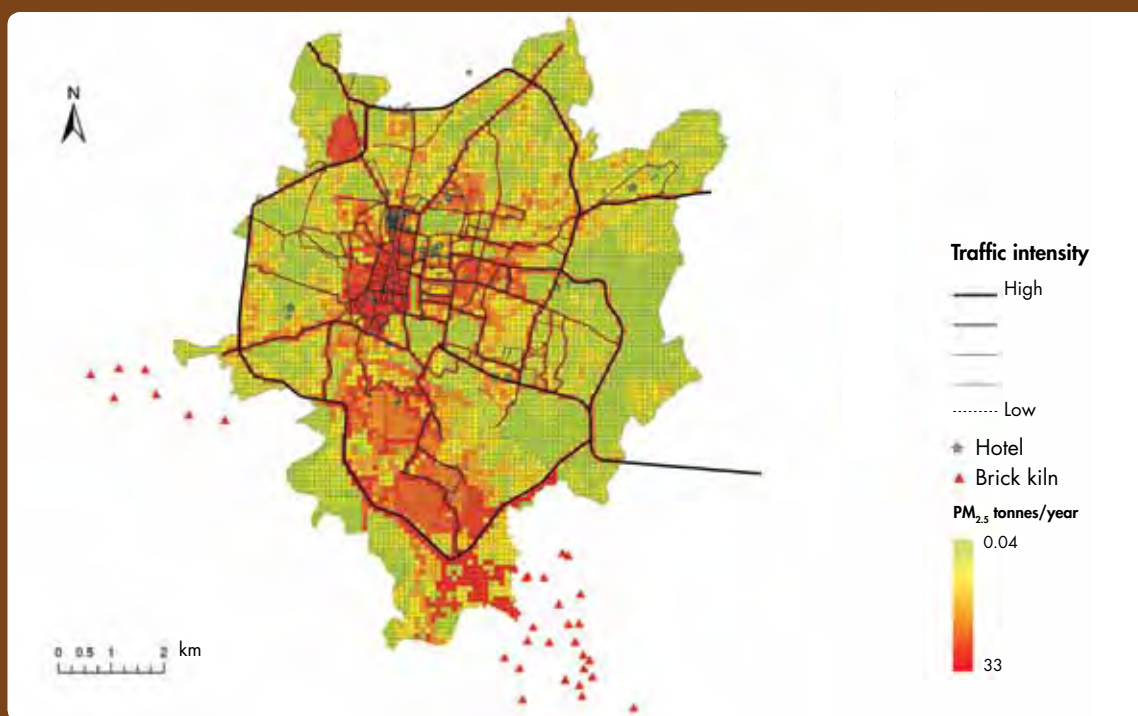 N
Traffic intensity
High
Low
Hotel
Brick kiln
PM2.5 tonnes/year
0.04
33
0 0.5 1 2 km